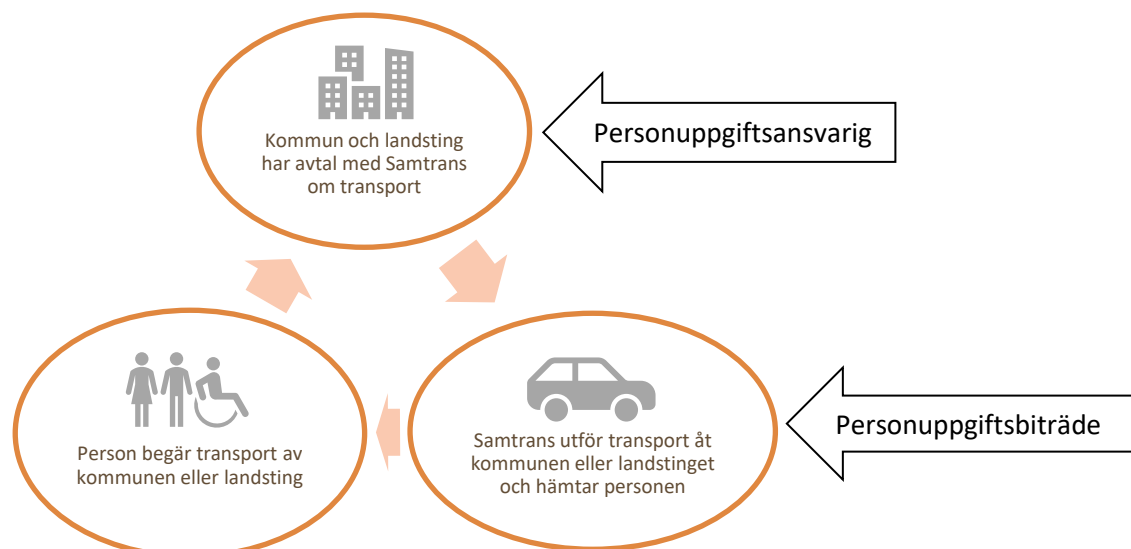 Kommun och landsting
har avtal med Samtrans
om transport
Personuppgiftsansvarig
Person begär transport av
kommunen eller landsting
Samtrans utför transport åt
kommunen eller landstinget
och hämtar personen
Personuppgiftsbiträde